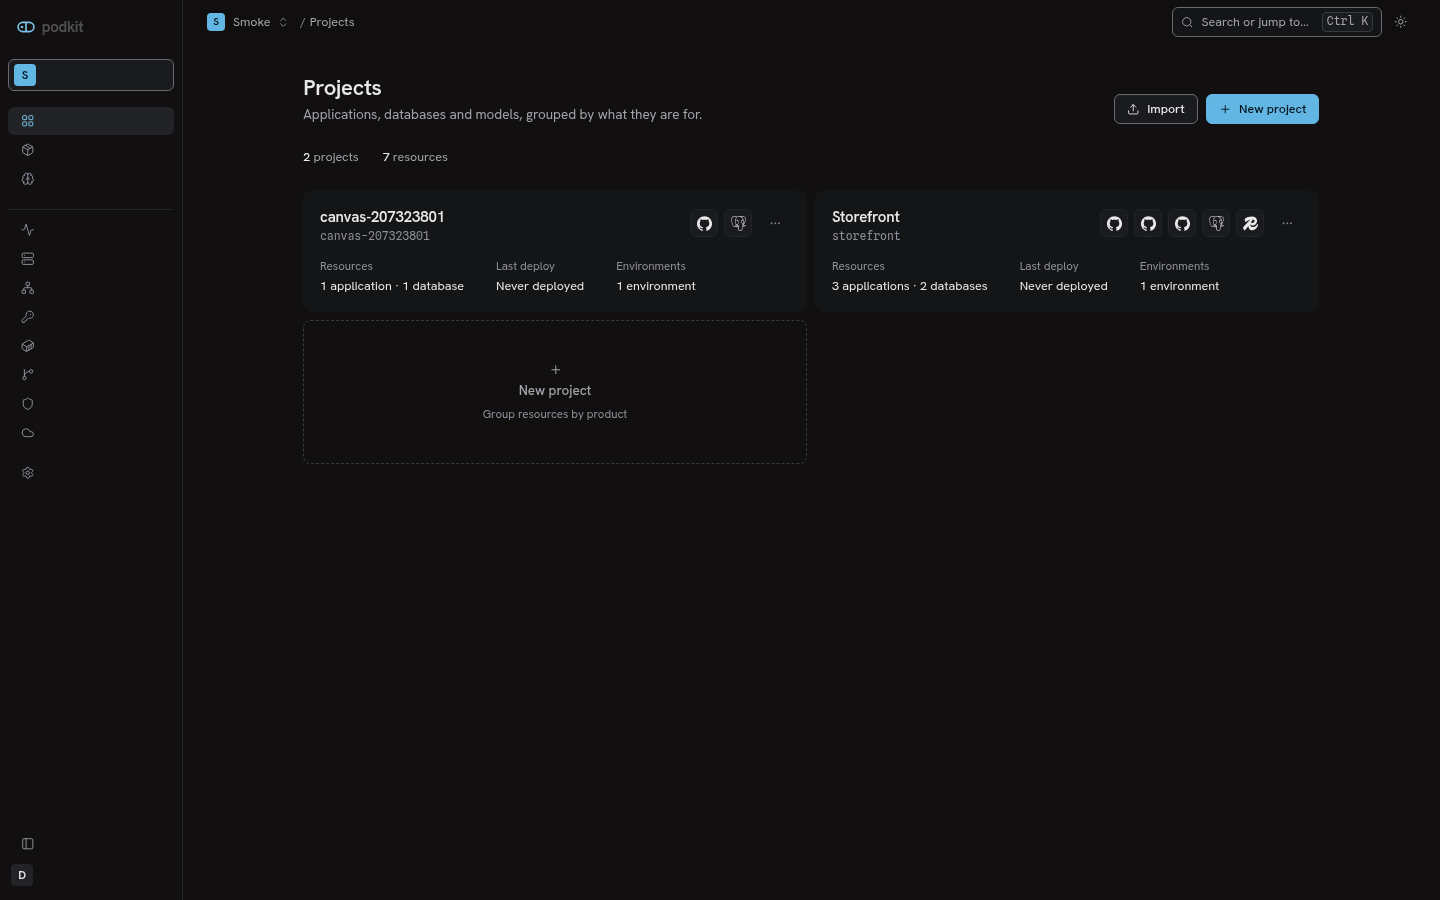 podkit
S
S Smoke / Projects
Search or jump to... Ctrl K
Projects
Applications, databases and models, grouped by what they are for.
Import
New project
2 projects 7 resources
canvas-207323801
canvas-207323801
Resources Last deploy Environments
1 application · 1 database Never deployed 1 environment
Storefront
storefront
Resources Last deploy Environments
3 applications · 2 databases Never deployed 1 environment
New project
Group resources by product
D